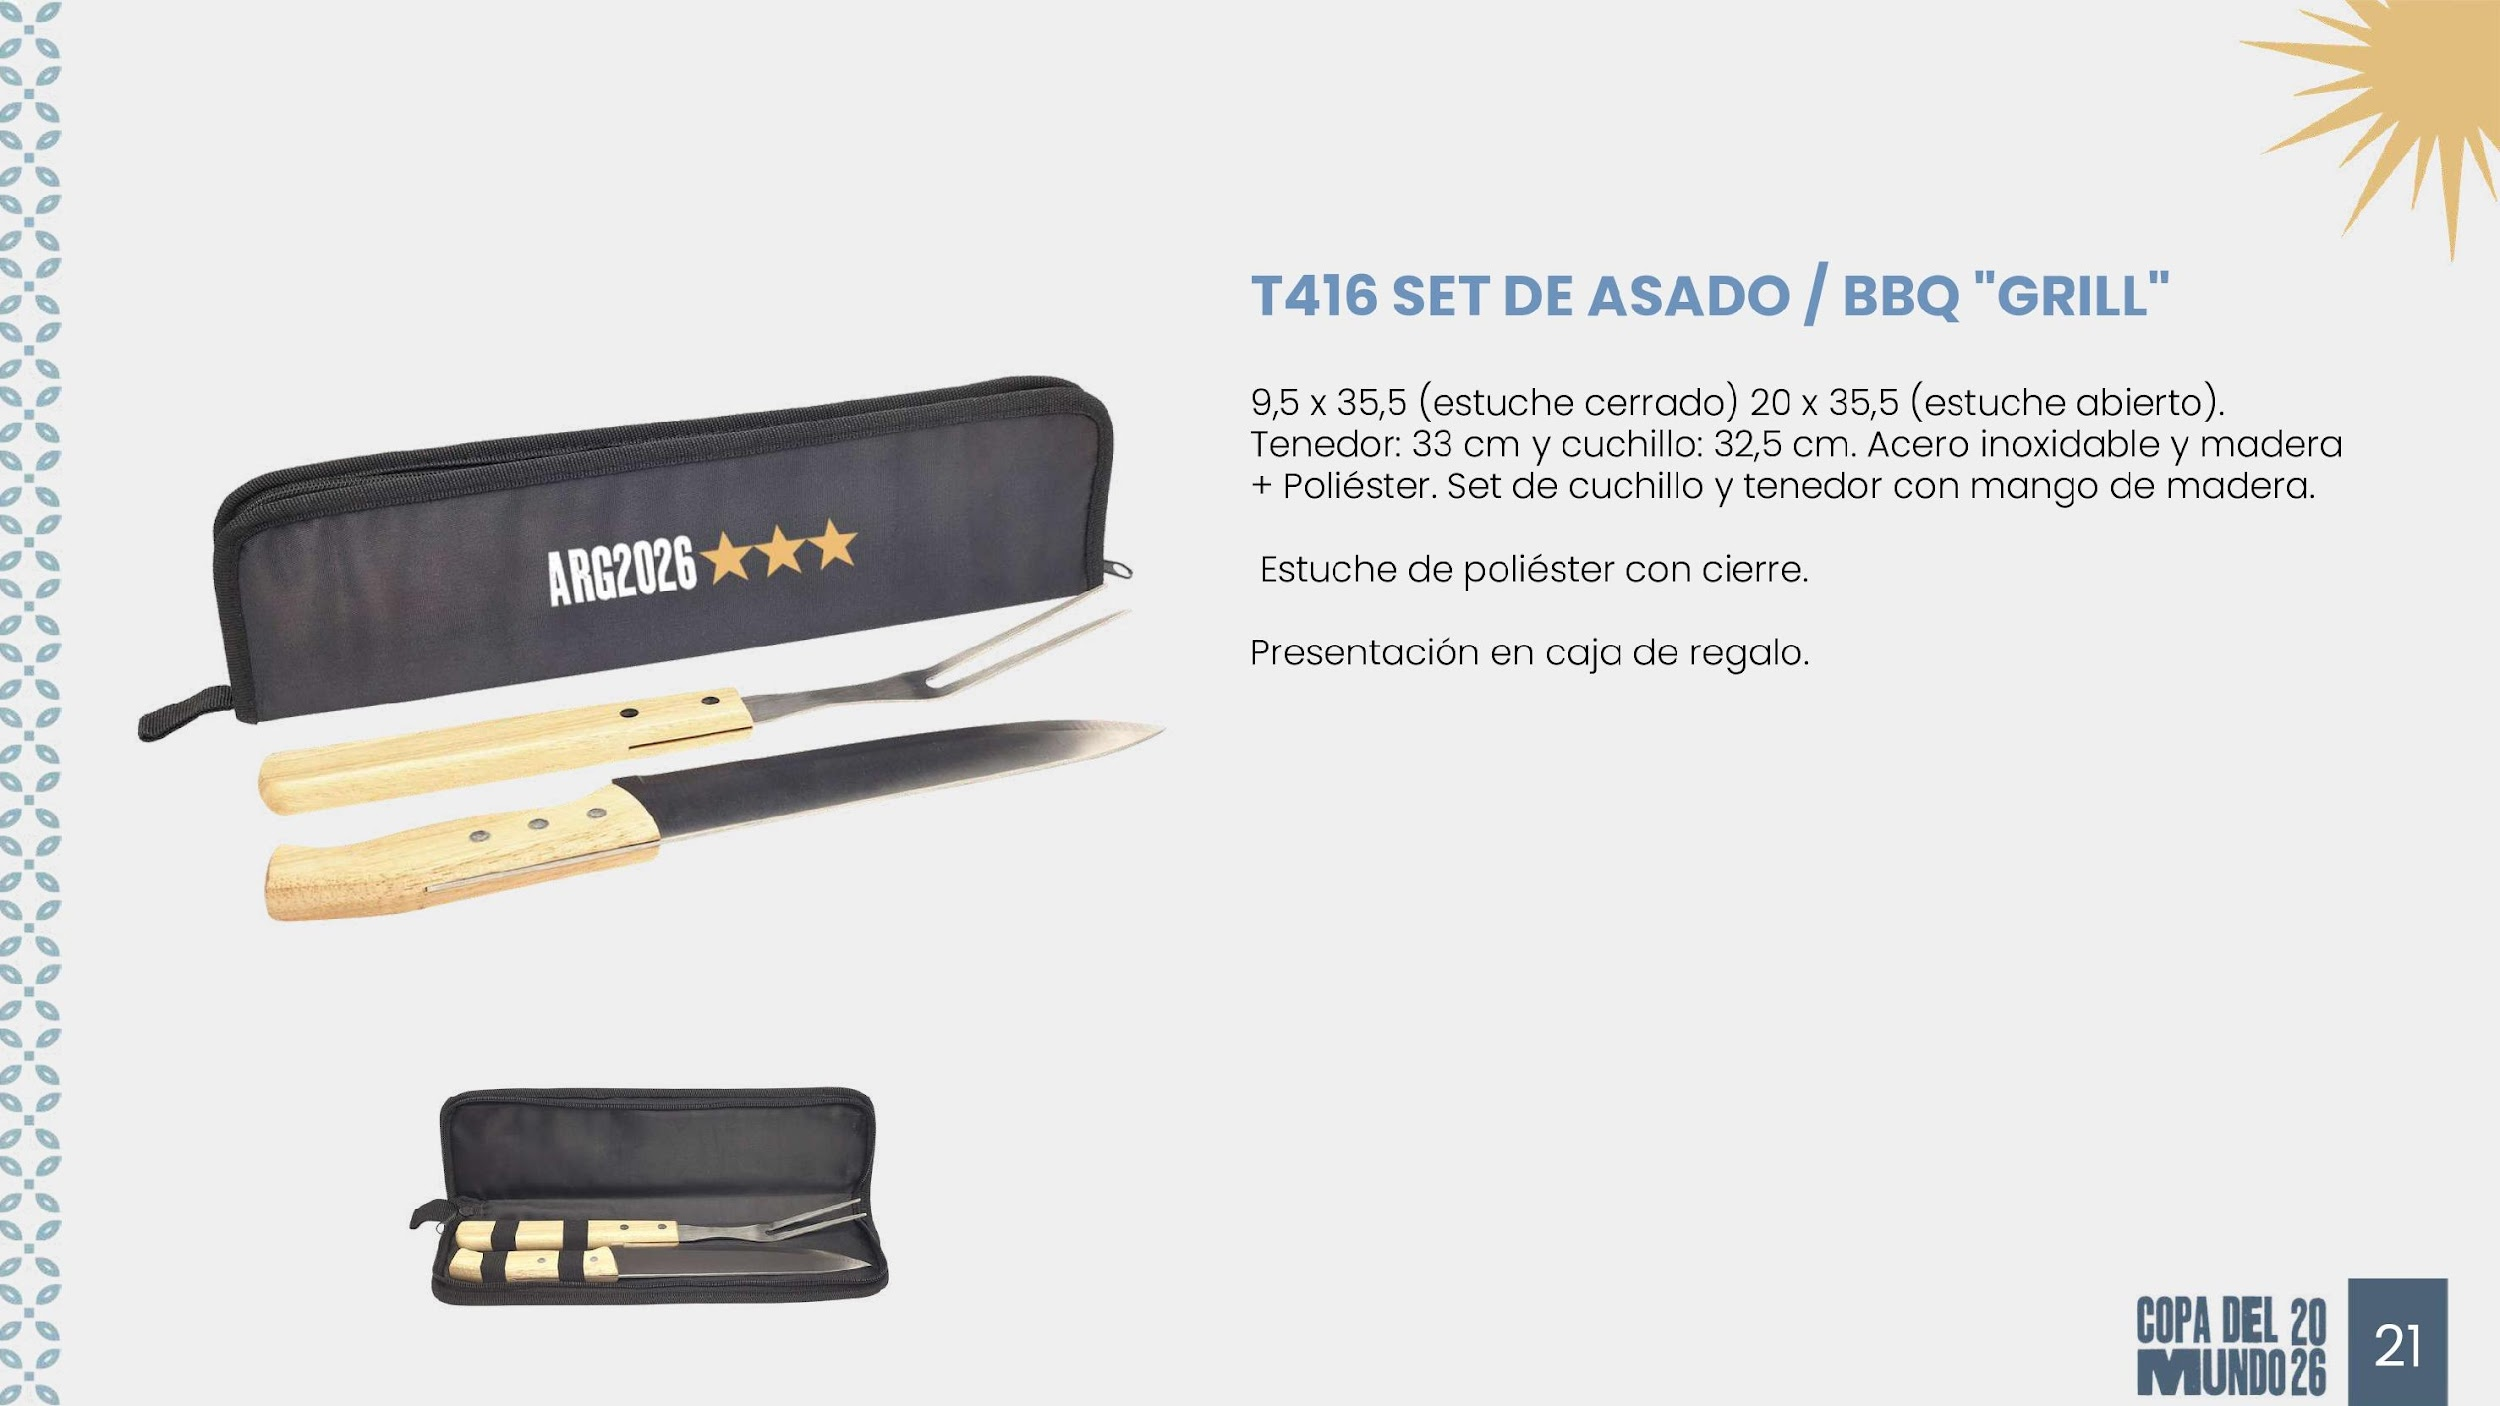 T416 SET DE ASADO / BBQ "GRILL"
9,5 x 35,5 (estuche cerrado) 20 x 35,5 (estuche abierto).
Tenedor: 33 cm y cuchillo: 32,5 cm. Acero inoxidable y madera
+ Poliéster. Set de cuchillo y tenedor con mango de madera.
Estuche de poliéster con cierre.
Presentación en caja de regalo.
ARG2026
COPA DEL 20
MUNDO 26
21